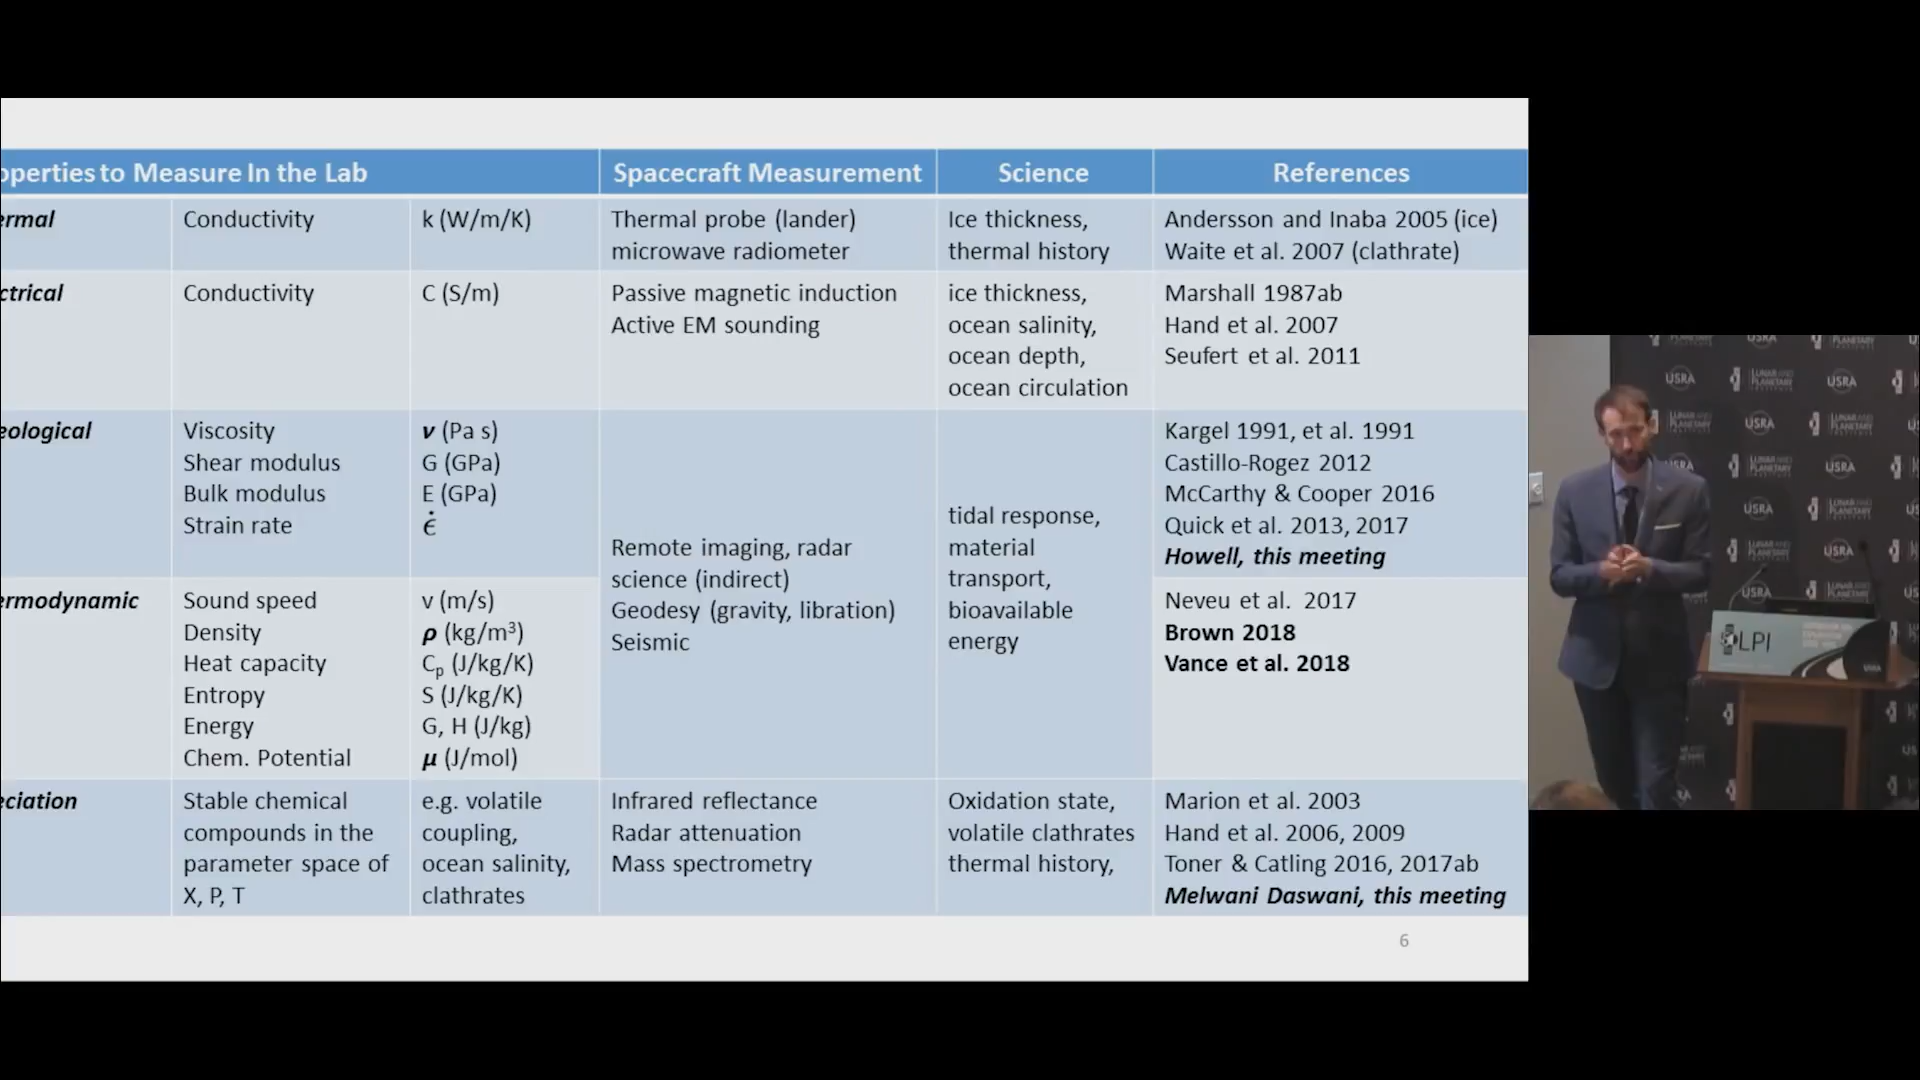 operties to Measure In the Lab
Spacecraft Measurement
Science
References
ermal
Conductivity
k (W/m/K)
Thermal probe (lander)
microwave radiometer
Ice thickness,
thermal history
Andersson and Inaba 2005 (ice)
Waite et al. 2007 (clathrate)
ctrical
Conductivity
C (S/m)
Passive magnetic induction
Active EM sounding
ice thickness,
ocean salinity,
ocean depth,
ocean circulation
Marshall 1987ab
Hand et al. 2007
Seufert et al. 2011
eological
Viscosity
Shear modulus
Bulk modulus
Strain rate
ν (Pa s)
G (GPa)
E (GPa)
ϵ̇
Remote imaging, radar
science (indirect)
Geodesy (gravity, libration)
Seismic
tidal response,
material
transport,
bioavailable
energy
Kargel 1991, et al. 1991
Castillo-Rogez 2012
McCarthy & Cooper 2016
Quick et al. 2013, 2017
Howell, this meeting
ermodynamic
Sound speed
Density
Heat capacity
Entropy
Energy
Chem. Potential
v (m/s)
ρ (kg/m³)
Cp (J/kg/K)
S (J/kg/K)
G, H (J/kg)
μ (J/mol)
Neveu et al. 2017
Brown 2018
Vance et al. 2018
eciation
Stable chemical
compounds in the
parameter space of
X, P, T
e.g. volatile
coupling,
ocean salinity,
clathrates
Infrared reflectance
Radar attenuation
Mass spectrometry
Oxidation state,
volatile clathrates
thermal history,
Marion et al. 2003
Hand et al. 2006, 2009
Toner & Catling 2016, 2017ab
Melwani Daswani, this meeting
6
USRA
LUNAR AND
PLANETARY
INSTITUTE
USRA
LPI